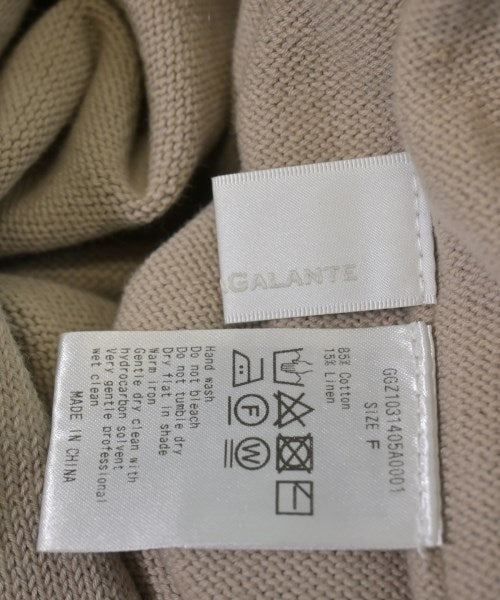 GALANTE
GGZ1031405A0001
SIZE F
85% Cotton
15% Linen
F
W
Hand wash
Do not bleach
Do not tumble dry
Dry flat in shade
Warm iron
Gentle dry clean with
hydrocarbon solvent
Very gentle professional
wet clean
MADE IN CHINA